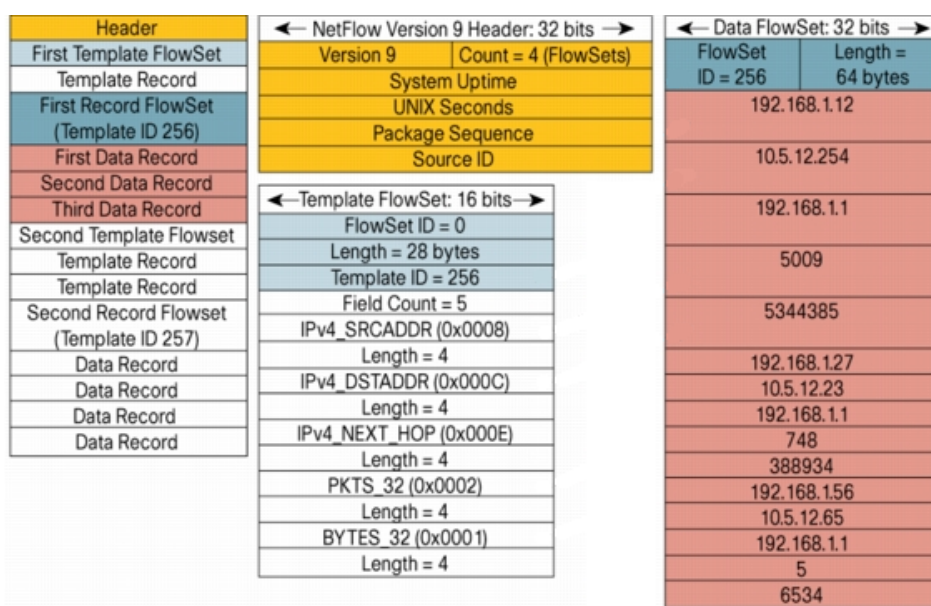 Header
First Template FlowSet
Template Record
First Record FlowSet
(Template ID 256)
First Data Record
Second Data Record
Third Data Record
Second Template Flowset
Template Record
Template Record
Second Record Flowset
(Template ID 257)
Data Record
Data Record
Data Record
Data Record
NetFlow Version 9 Header: 32 bits
Version 9
Count = 4 (FlowSets)
System Uptime
UNIX Seconds
Package Sequence
Source ID
Template FlowSet: 16 bits
FlowSet ID = 0
Length = 28 bytes
Template ID = 256
Field Count = 5
IPv4_SRCADDR (0x0008)
Length = 4
IPv4_DSTADDR (0x000C)
Length = 4
IPv4_NEXT_HOP (0x000E)
Length = 4
PKTS_32 (0x0002)
Length = 4
BYTES_32 (0x0001)
Length = 4
Data FlowSet: 32 bits
FlowSet
ID = 256
Length =
64 bytes
192.168.1.12
10.5.12.254
192.168.1.1
5009
5344385
192.168.1.27
10.5.12.23
192.168.1.1
748
388934
192.168.1.56
10.5.12.65
192.168.1.1
5
6534